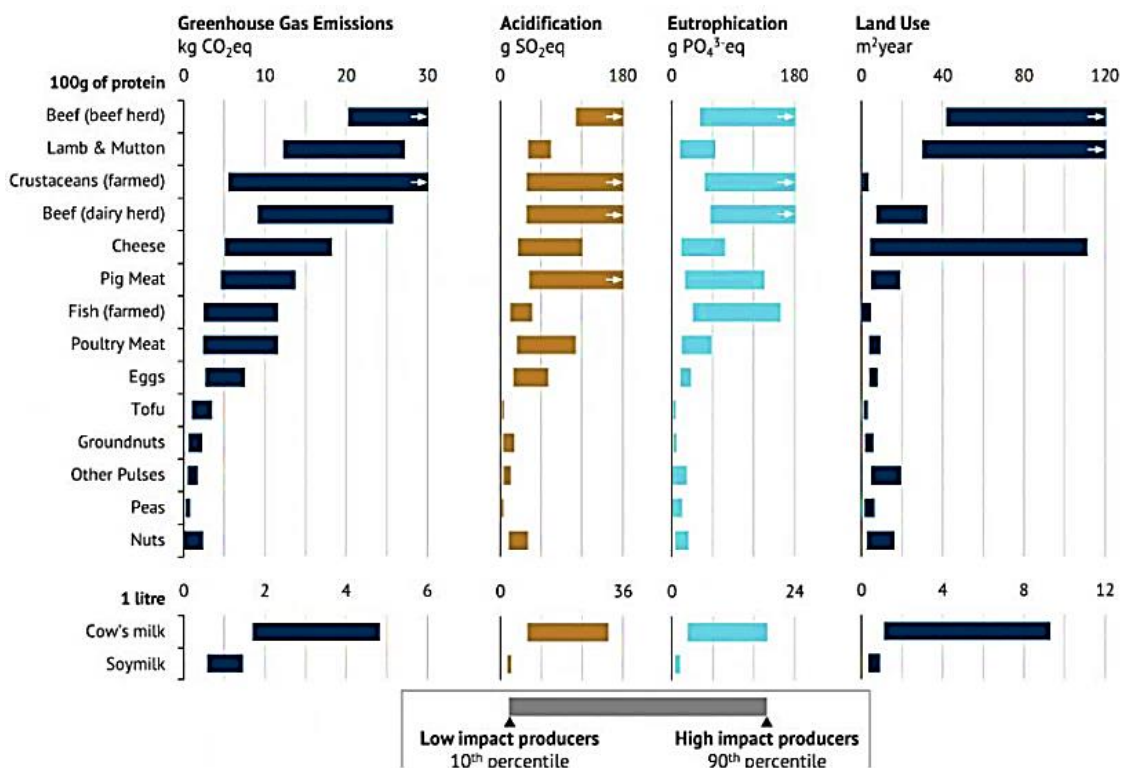 Greenhouse Gas Emissions
kg CO₂eq
Acidification
g SO₂eq
Eutrophication
g PO₄³⁻eq
Land Use
m²year
100g of protein
0 10 20 30
0 180
0 180
0 40 80 120
Beef (beef herd)
Lamb & Mutton
Crustaceans (farmed)
Beef (dairy herd)
Cheese
Pig Meat
Fish (farmed)
Poultry Meat
Eggs
Tofu
Groundnuts
Other Pulses
Peas
Nuts
1 litre
0 2 4 6
0 36
0 24
0 4 8 12
Cow's milk
Soymilk
Low impact producers
10th percentile
High impact producers
90th percentile